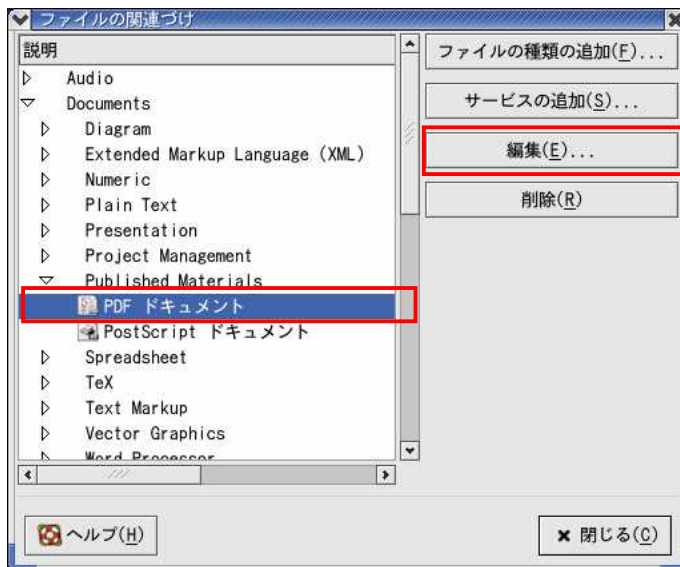 ファイルの関連づけ
説明
Audio
Documents
Diagram
Extended Markup Language (XML)
Numeric
Plain Text
Presentation
Project Management
Published Materials
PDF ドキュメント
PostScript ドキュメント
Spreadsheet
TeX
Text Markup
Vector Graphics
Word Processor
ファイルの種類の追加(F)...
サービスの追加(S)...
編集(E)...
削除(R)
ヘルプ(H)
閉じる(C)